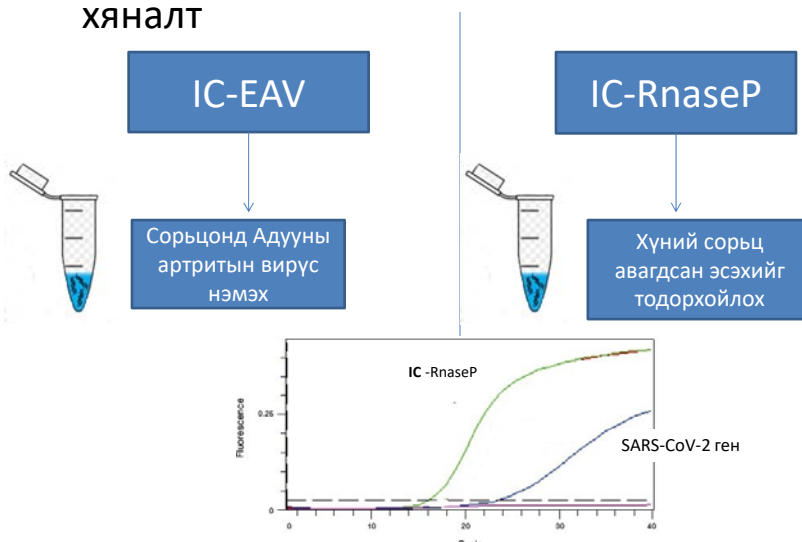 хяналт
IC-EAV
IC-RnaseP
Сорьцонд Адууны
артритын вирүс
нэмэх
Хүний сорьц
авагдсан эсэхийг
тодорхойлох
IC -RnaseP
SARS-CoV-2 ген
Fluorescence
0.25
0
0
10
20
30
40